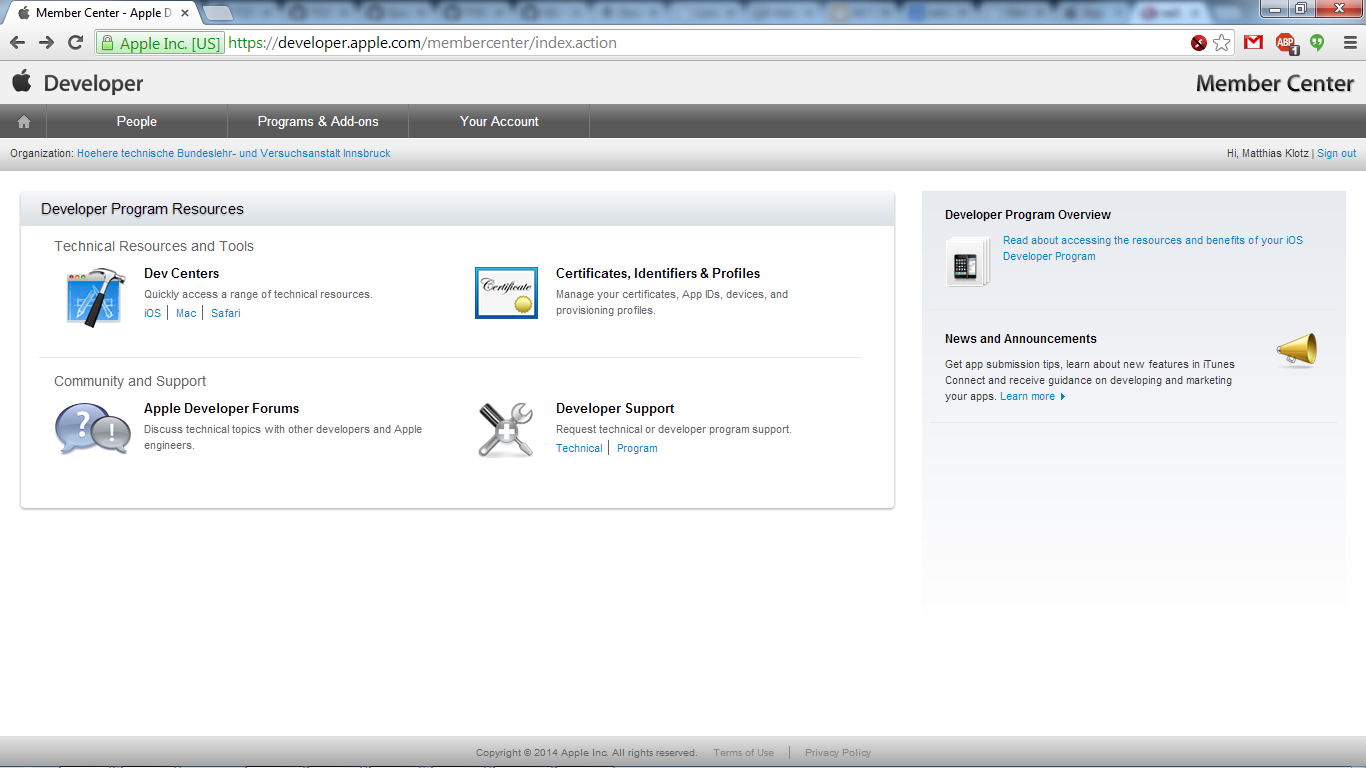 Member Center - Apple D
Apple Inc. [US] https://developer.apple.com/membercenter/index.action
ABP 1
Developer
Member Center
People
Programs & Add-ons
Your Account
Organization: Hoehere technische Bundeslehr- und Versuchsanstalt Innsbruck
Hi, Matthias Klotz | Sign out
Developer Program Resources
Technical Resources and Tools
Dev Centers
Quickly access a range of technical resources.
iOS | Mac | Safari
Certificate
Certificates, Identifiers & Profiles
Manage your certificates, App IDs, devices, and
provisioning profiles.
Community and Support
Apple Developer Forums
Discuss technical topics with other developers and Apple
engineers.
Developer Support
Request technical or developer program support.
Technical | Program
Developer Program Overview
Read about accessing the resources and benefits of your iOS
Developer Program
News and Announcements
Get app submission tips, learn about new features in iTunes
Connect and receive guidance on developing and marketing
your apps. Learn more
Copyright © 2014 Apple Inc. All rights reserved. Terms of Use | Privacy Policy